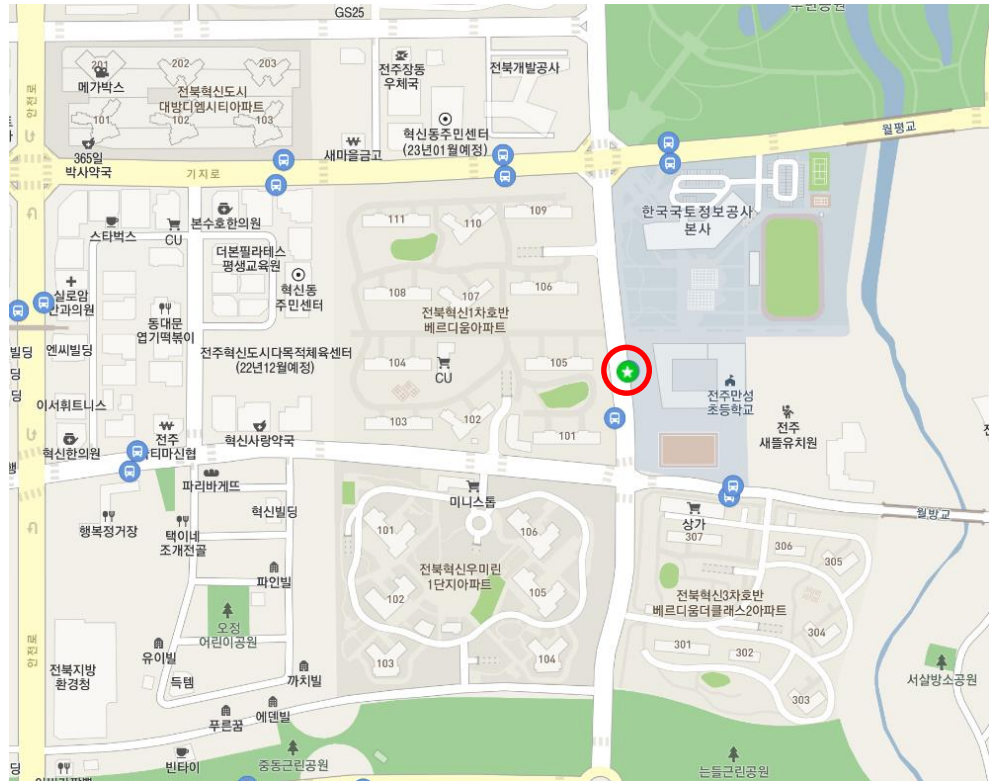 GS25
201
202
203
메가박스
전북혁신도시
대방디엠시티아파트
101
102
103
365일
박사약국
안전로
전주장동
우체국
전북개발공사
혁신동주민센터
(23년01월예정)
새마을금고
기지로
월평교
한국국토정보공사
본사
스타벅스
CU
본수호한의원
더본필라테스
평생교육원
혁신동
주민센터
111
110
109
108
107
106
전북혁신1차호반
베르디움아파트
실로암
안과의원
동대문
엽기떡볶이
빌딩
엔씨빌딩
딩
딩
전주혁신도시다목적체육센터
(22년12월예정)
104
CU
105
전주만성
초등학교
이서휘트니스
103
102
101
전주
새뜰유치원
혁신한의원
전주
티마신협
혁신사랑약국
파리바게뜨
미니스톱
월방교
행복정거장
택이네
조개전골
혁신빌딩
상가
307
306
305
101
106
전북혁신우미린
1단지아파트
102
105
파인빌
전북혁신3차호반
베르디움더클래스2아파트
304
오정
어린이공원
301
302
103
104
303
안전로
전북지방
환경청
유이빌
득템
까치빌
서살방소공원
푸른꿈
에덴빌
빈타이
중동근린공원
는들근린공원